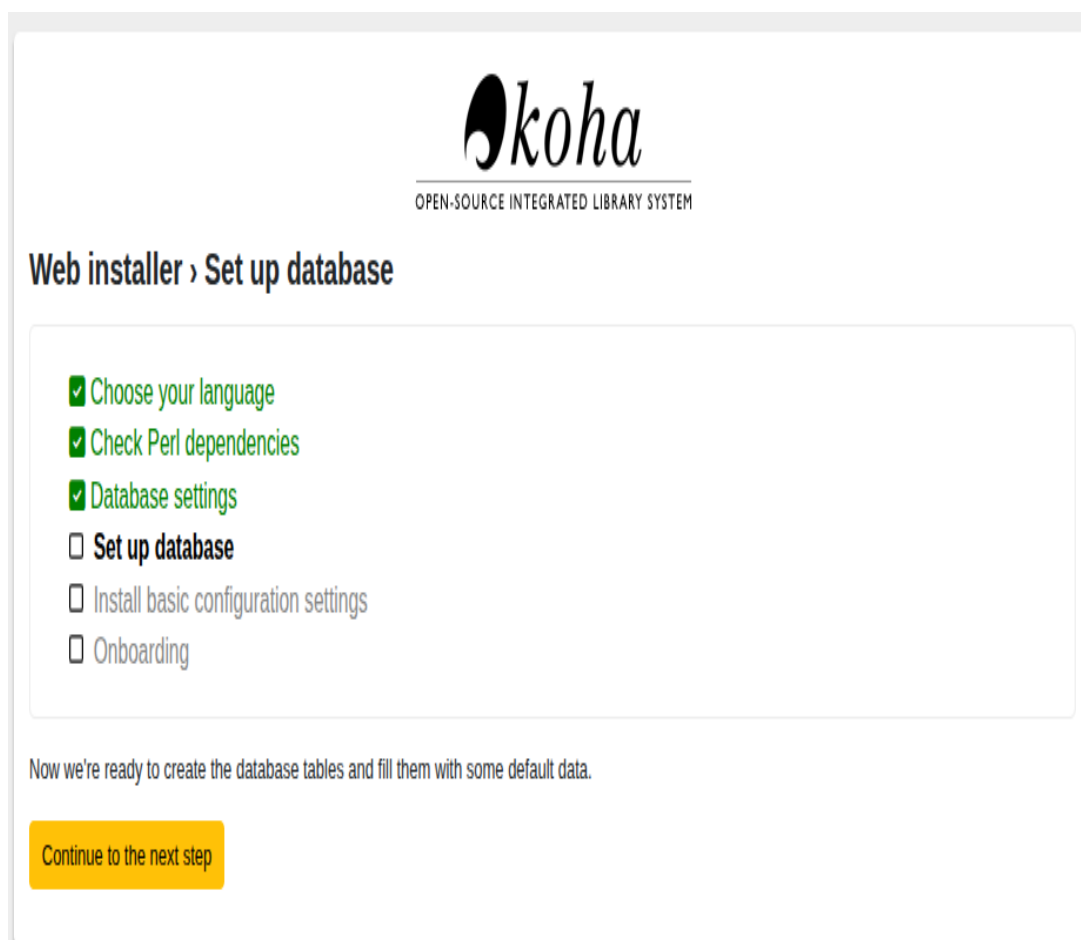 koha
OPEN-SOURCE INTEGRATED LIBRARY SYSTEM
Web installer › Set up database
Choose your language
Check Perl dependencies
Database settings
Set up database
Install basic configuration settings
Onboarding
Now we're ready to create the database tables and fill them with some default data.
Continue to the next step